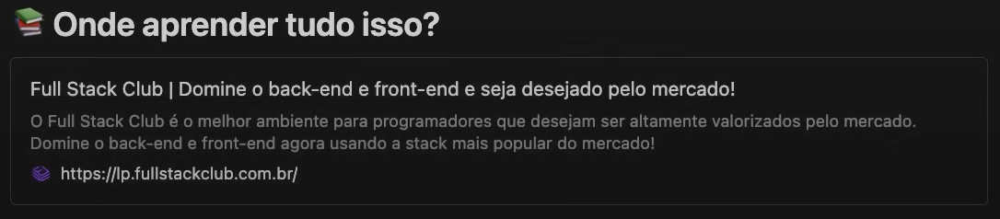 Onde aprender tudo isso?
Full Stack Club | Domine o back-end e front-end e seja desejado pelo mercado!
O Full Stack Club é o melhor ambiente para programadores que desejam ser altamente valorizados pelo mercado.
Domine o back-end e front-end agora usando a stack mais popular do mercado!
https://lp.fullstackclub.com.br/